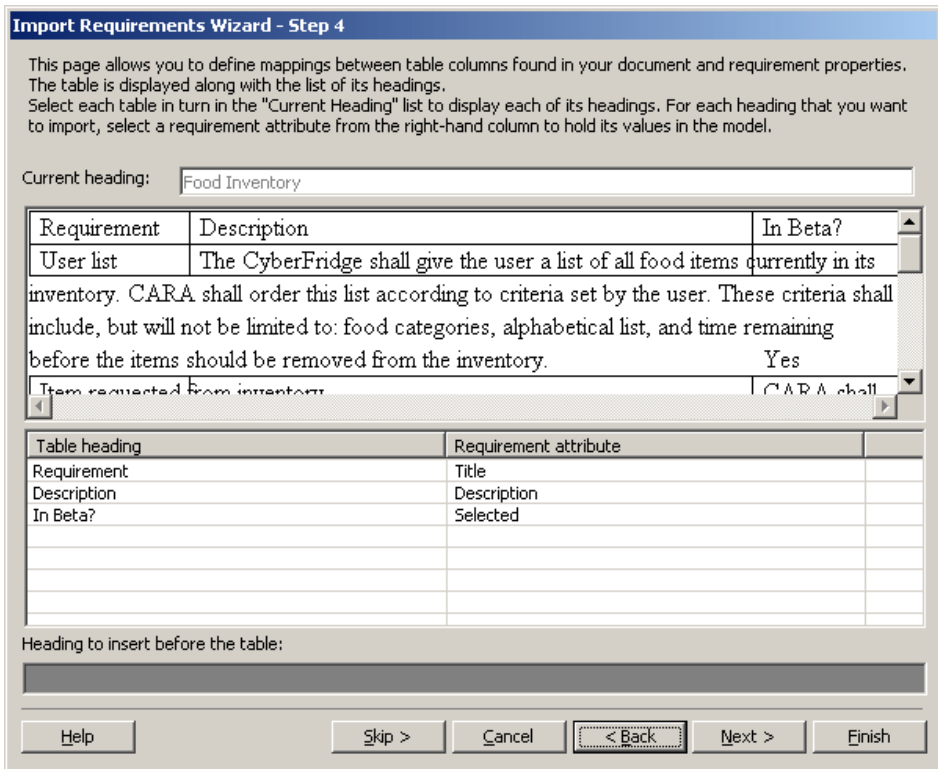 Import Requirements Wizard - Step 4
This page allows you to define mappings between table columns found in your document and requirement properties.
The table is displayed along with the list of its headings.
Select each table in turn in the "Current Heading" list to display each of its headings. For each heading that you want
to import, select a requirement attribute from the right-hand column to hold its values in the model.
Current heading: Food Inventory
Requirement Description In Beta?
User list The CyberFridge shall give the user a list of all food items currently in its
inventory. CARA shall order this list according to criteria set by the user. These criteria shall
include, but will not be limited to: food categories, alphabetical list, and time remaining
before the items should be removed from the inventory. Yes
Item requested from inventory CARA shall
Table heading Requirement attribute
Requirement Title
Description Description
In Beta? Selected
Heading to insert before the table:
Help Skip > Cancel < Back Next > Finish